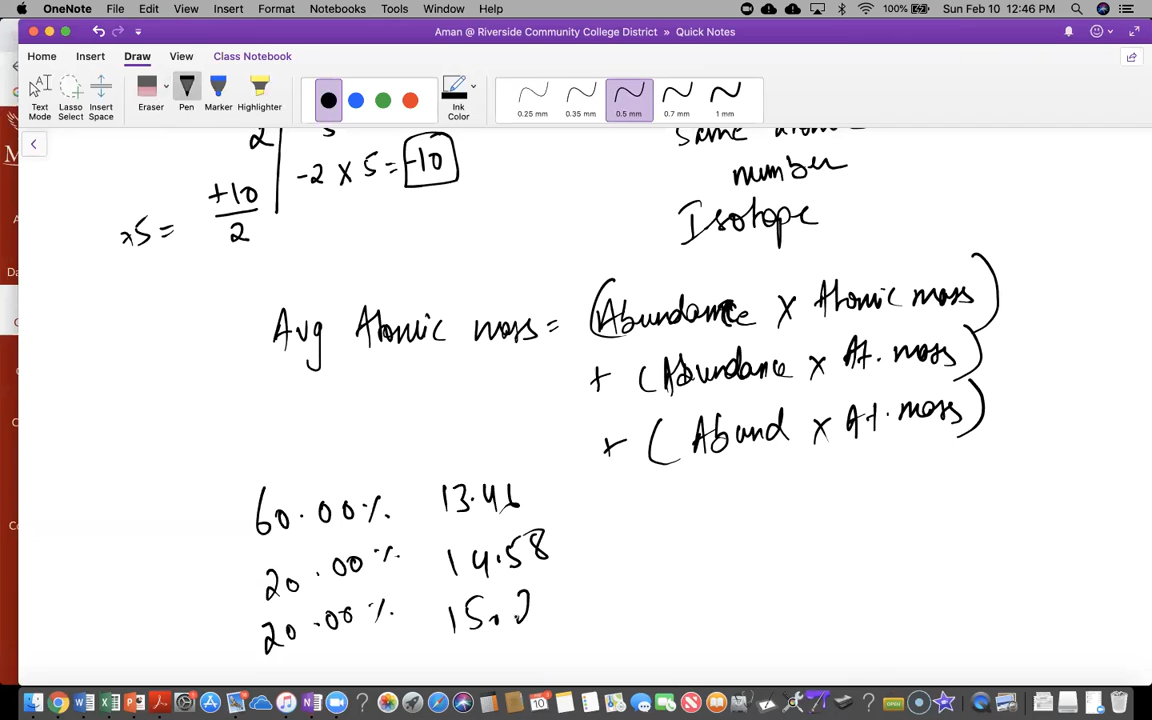 OneNote File Edit View Insert Format Notebooks Tools Window Help 100% Sun Feb 10 12:46 PM
Aman @ Riverside Community College District » Quick Notes
Home Insert Draw View Class Notebook
Text Mode Lasso Select Insert Space Eraser Pen Marker Highlighter Ink Color 0.25 mm 0.35 mm 0.5 mm 0.7 mm 1 mm
2
-2 x 5 = -10
+10
x5 =
2
same atomic
number
Isotope
Avg Atomic mass = (Abundance x Atomic mass)
+ (Abundance x At. mass)
+ (Abund x At. mass)
60.00% 13.46
20.00% 14.58
20.00% 15.